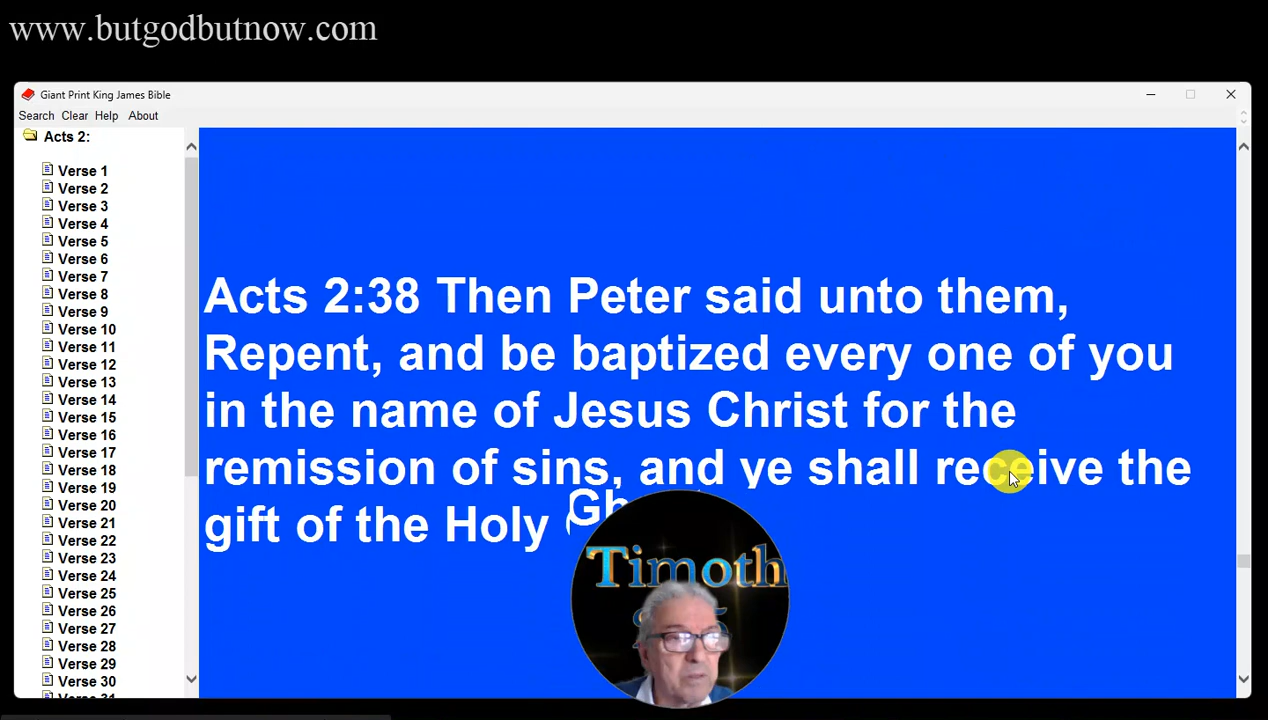 www.butgodbutnow.com
Giant Print King James Bible
Search Clear Help About
Acts 2:
Verse 1
Verse 2
Verse 3
Verse 4
Verse 5
Verse 6
Verse 7
Verse 8
Verse 9
Verse 10
Verse 11
Verse 12
Verse 13
Verse 14
Verse 15
Verse 16
Verse 17
Verse 18
Verse 19
Verse 20
Verse 21
Verse 22
Verse 23
Verse 24
Verse 25
Verse 26
Verse 27
Verse 28
Verse 29
Verse 30
Acts 2:38 Then Peter said unto them,
Repent, and be baptized every one of you
in the name of Jesus Christ for the
remission of sins, and ye shall receive the
gift of the Holy
Timoth